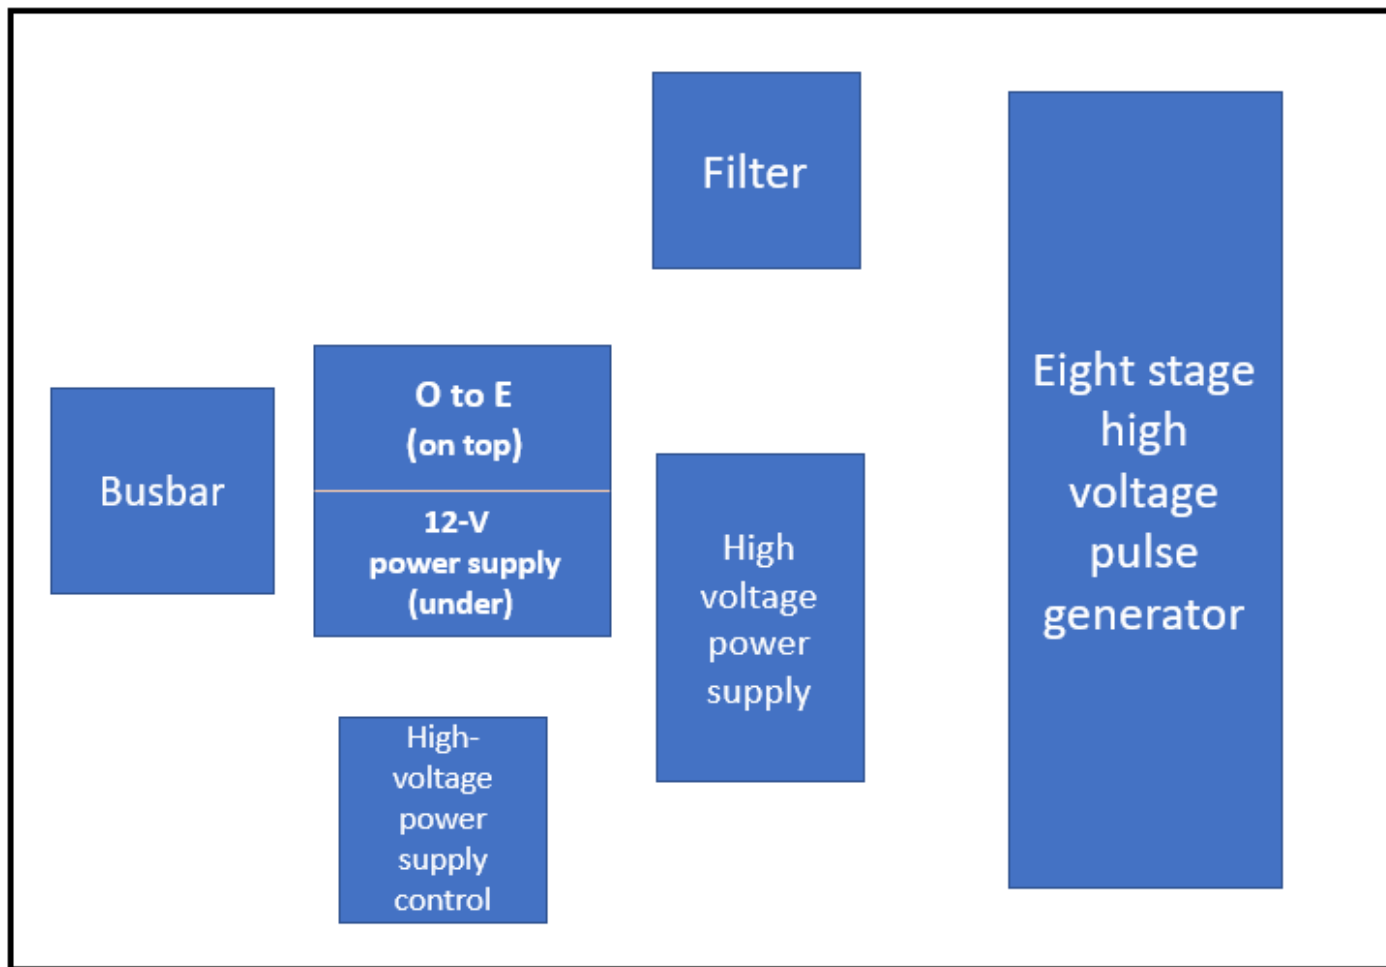 Filter
Eight stage
high
voltage
pulse
generator
O to E
(on top)
12-V
power supply
(under)
Busbar
High
voltage
power
supply
High-
voltage
power
supply
control